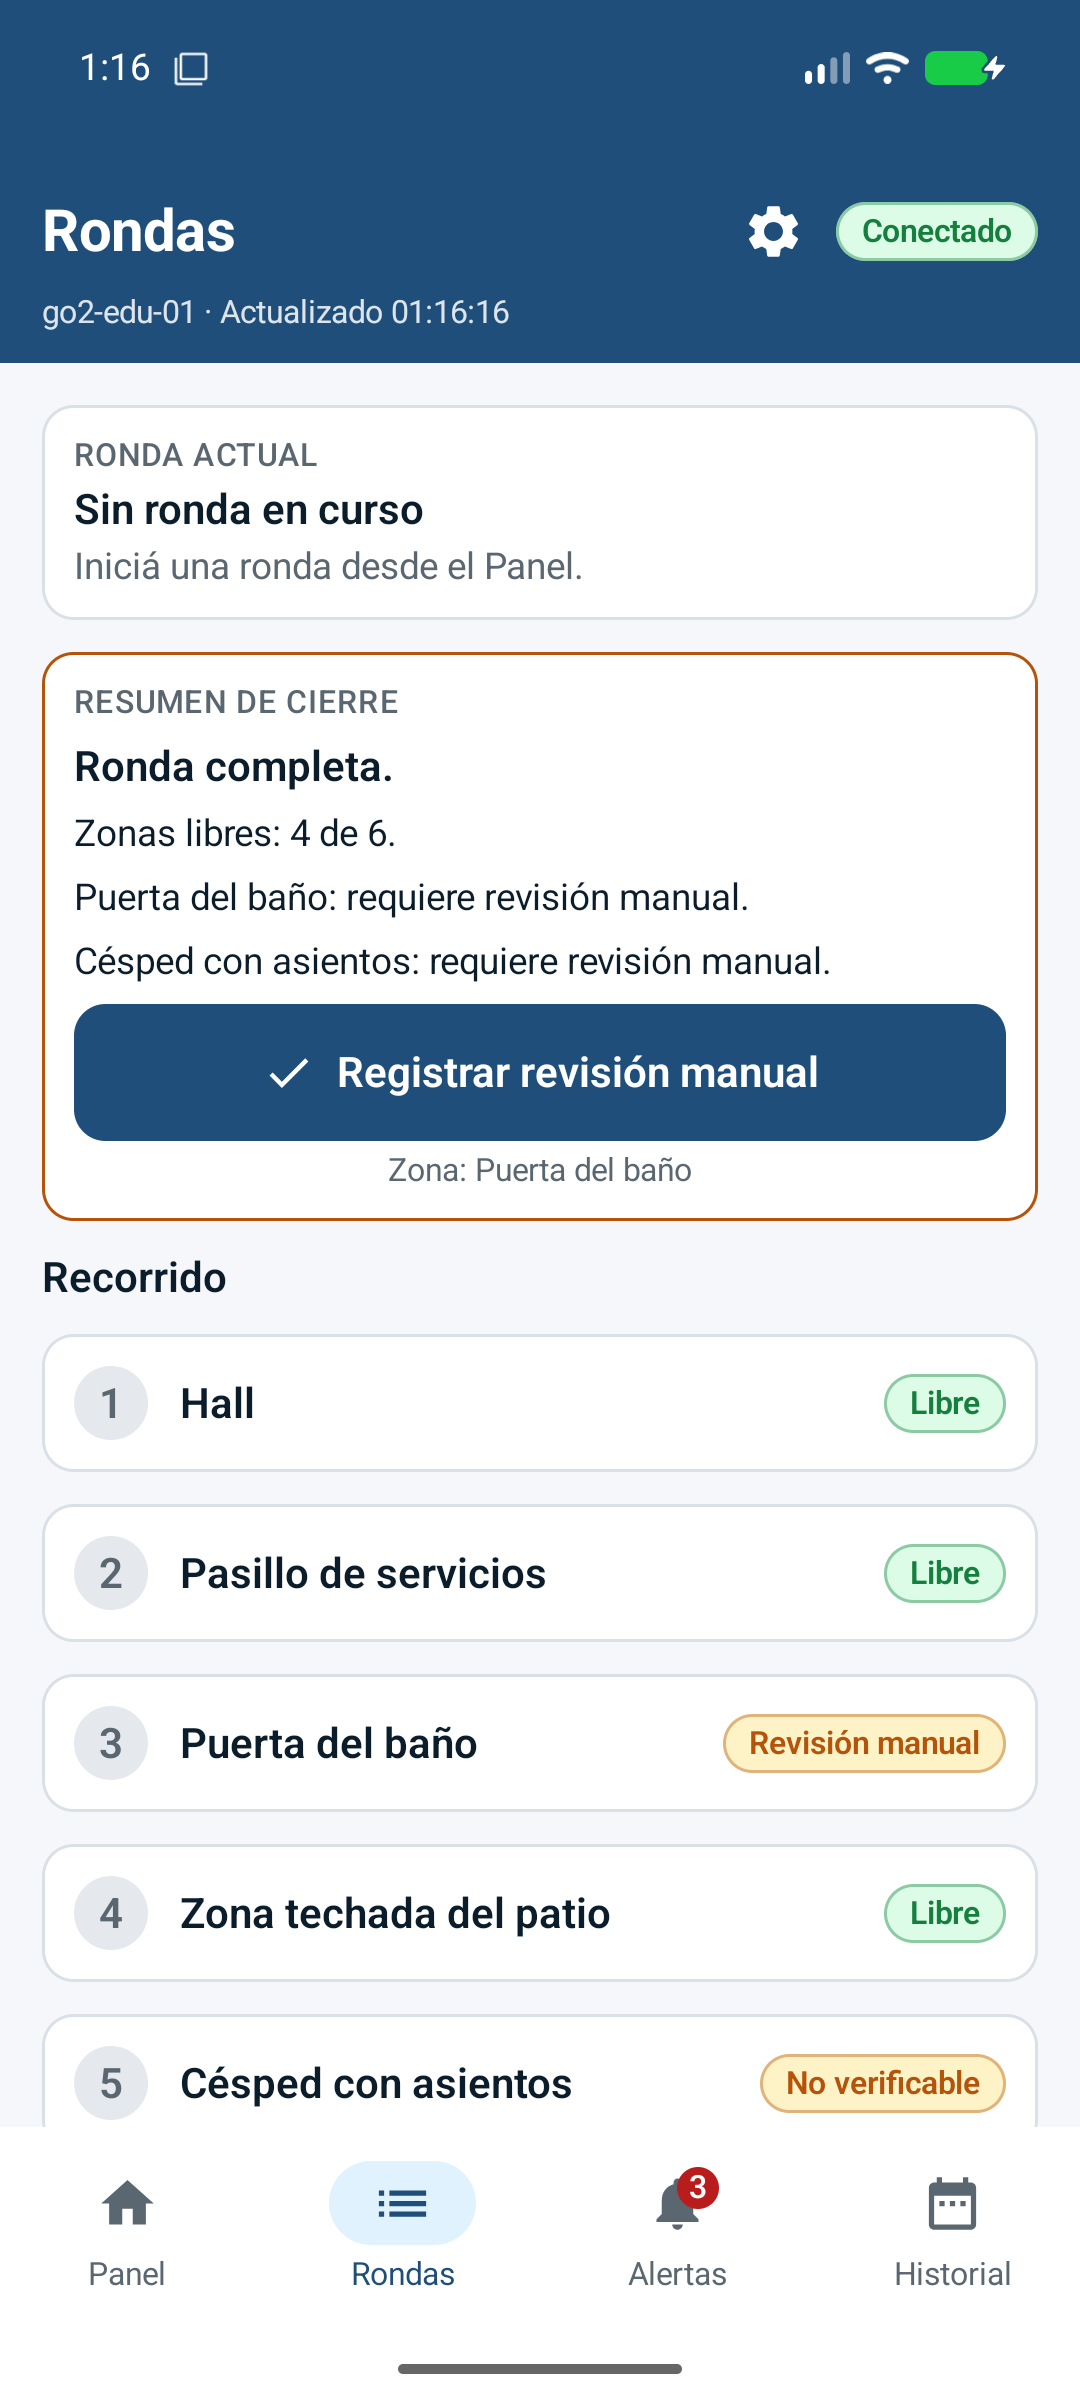 1:16
Rondas
Conectado
go2-edu-01 · Actualizado 01:16:16
RONDA ACTUAL
Sin ronda en curso
Iniciá una ronda desde el Panel.
RESUMEN DE CIERRE
Ronda completa.
Zonas libres: 4 de 6.
Puerta del baño: requiere revisión manual.
Césped con asientos: requiere revisión manual.
Registrar revisión manual
Zona: Puerta del baño
Recorrido
1 Hall Libre
2 Pasillo de servicios Libre
3 Puerta del baño Revisión manual
4 Zona techada del patio Libre
5 Césped con asientos No verificable
3
Panel Rondas Alertas Historial